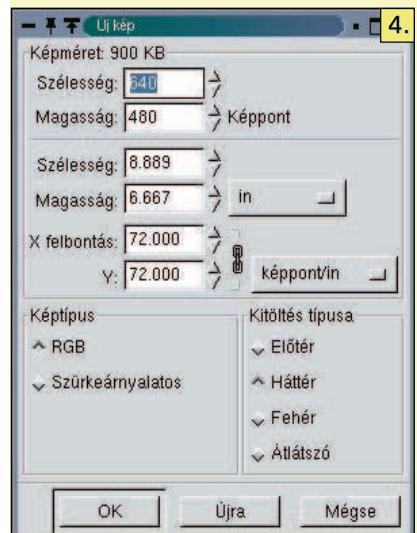 Új kép
4.
Képméret: 900 KB
Szélesség: 640
Magasság: 480 Képpont
Szélesség: 8.889
Magasság: 6.667 in
X felbontás: 72.000
Y: 72.000 képpont/in
Képtípus
RGB
Szürkeárnyalatos
Kitöltés típusa
Előtér
Háttér
Fehér
Átlátszó
OK Újra Mégse